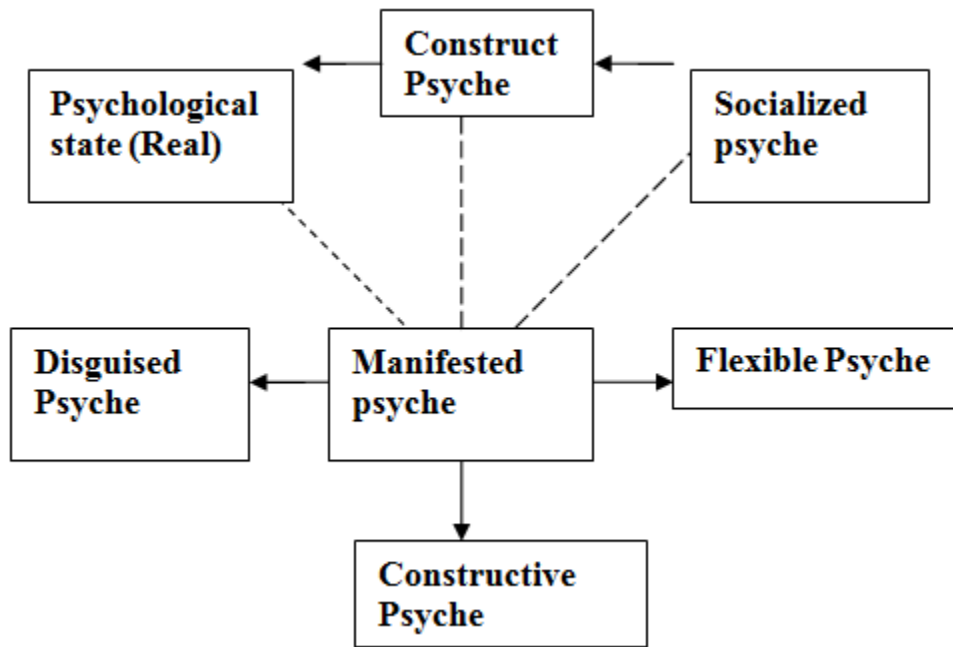 Construct
Psyche
Psychological
state (Real)
Socialized
psyche
Disguised
Psyche
Manifested
psyche
Flexible Psyche
Constructive
Psyche